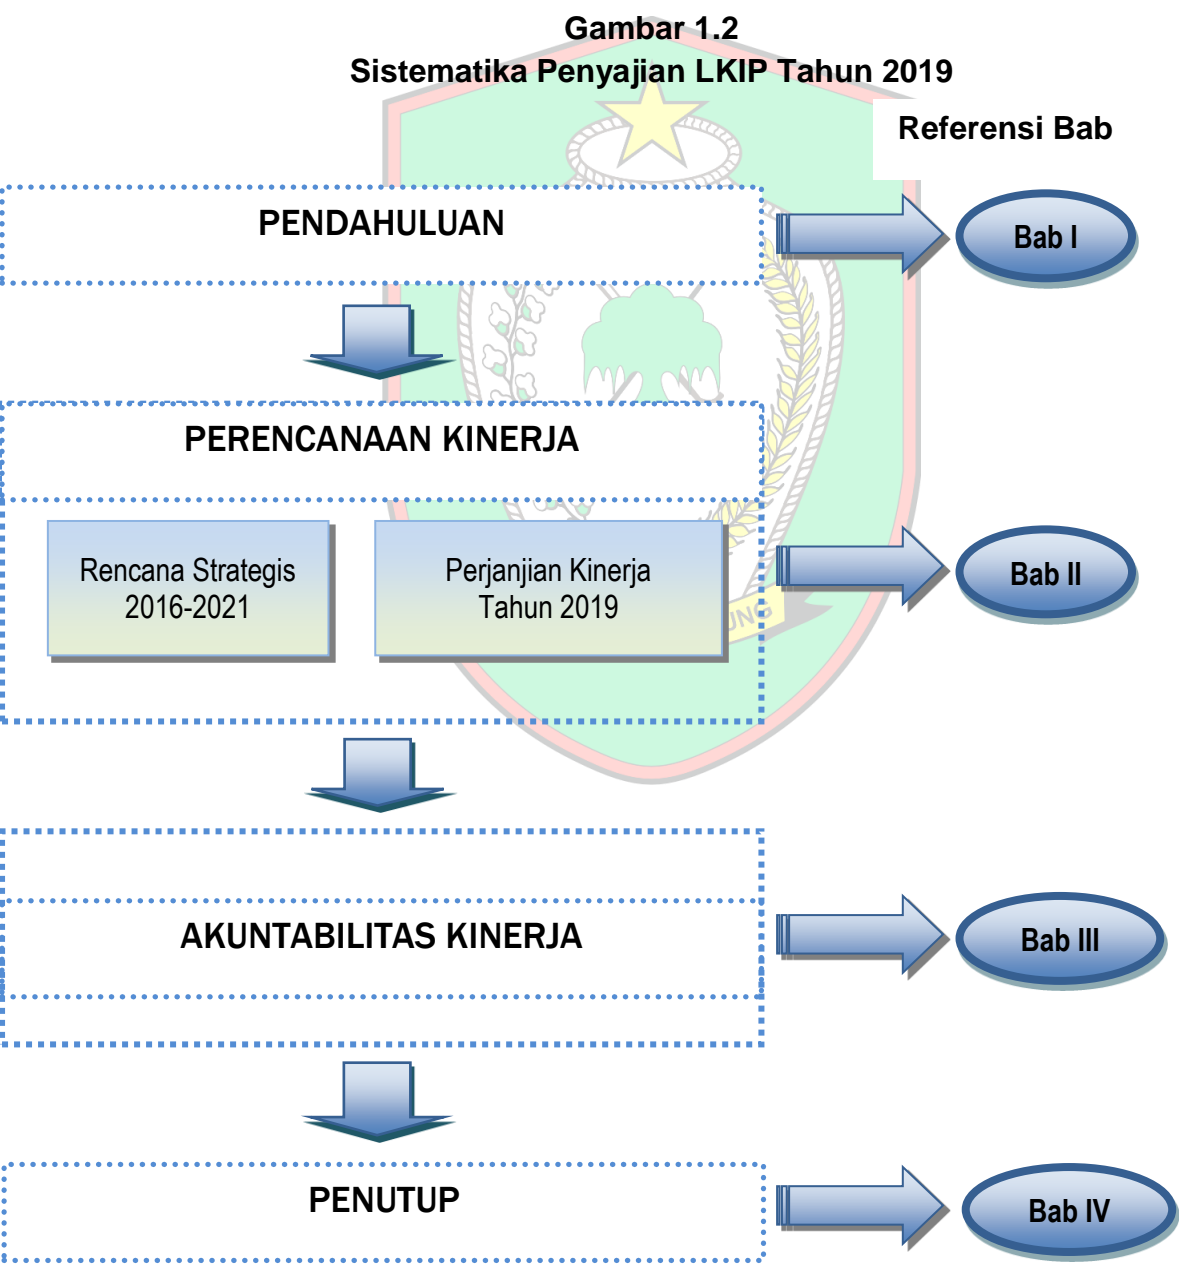 Gambar 1.2
Sistematika Penyajian LKIP Tahun 2019
Referensi Bab
PENDAHULUAN
Bab I
PERENCANAAN KINERJA
Rencana Strategis
2016-2021
Perjanjian Kinerja
Tahun 2019
Bab II
AKUNTABILITAS KINERJA
Bab III
PENUTUP
Bab IV